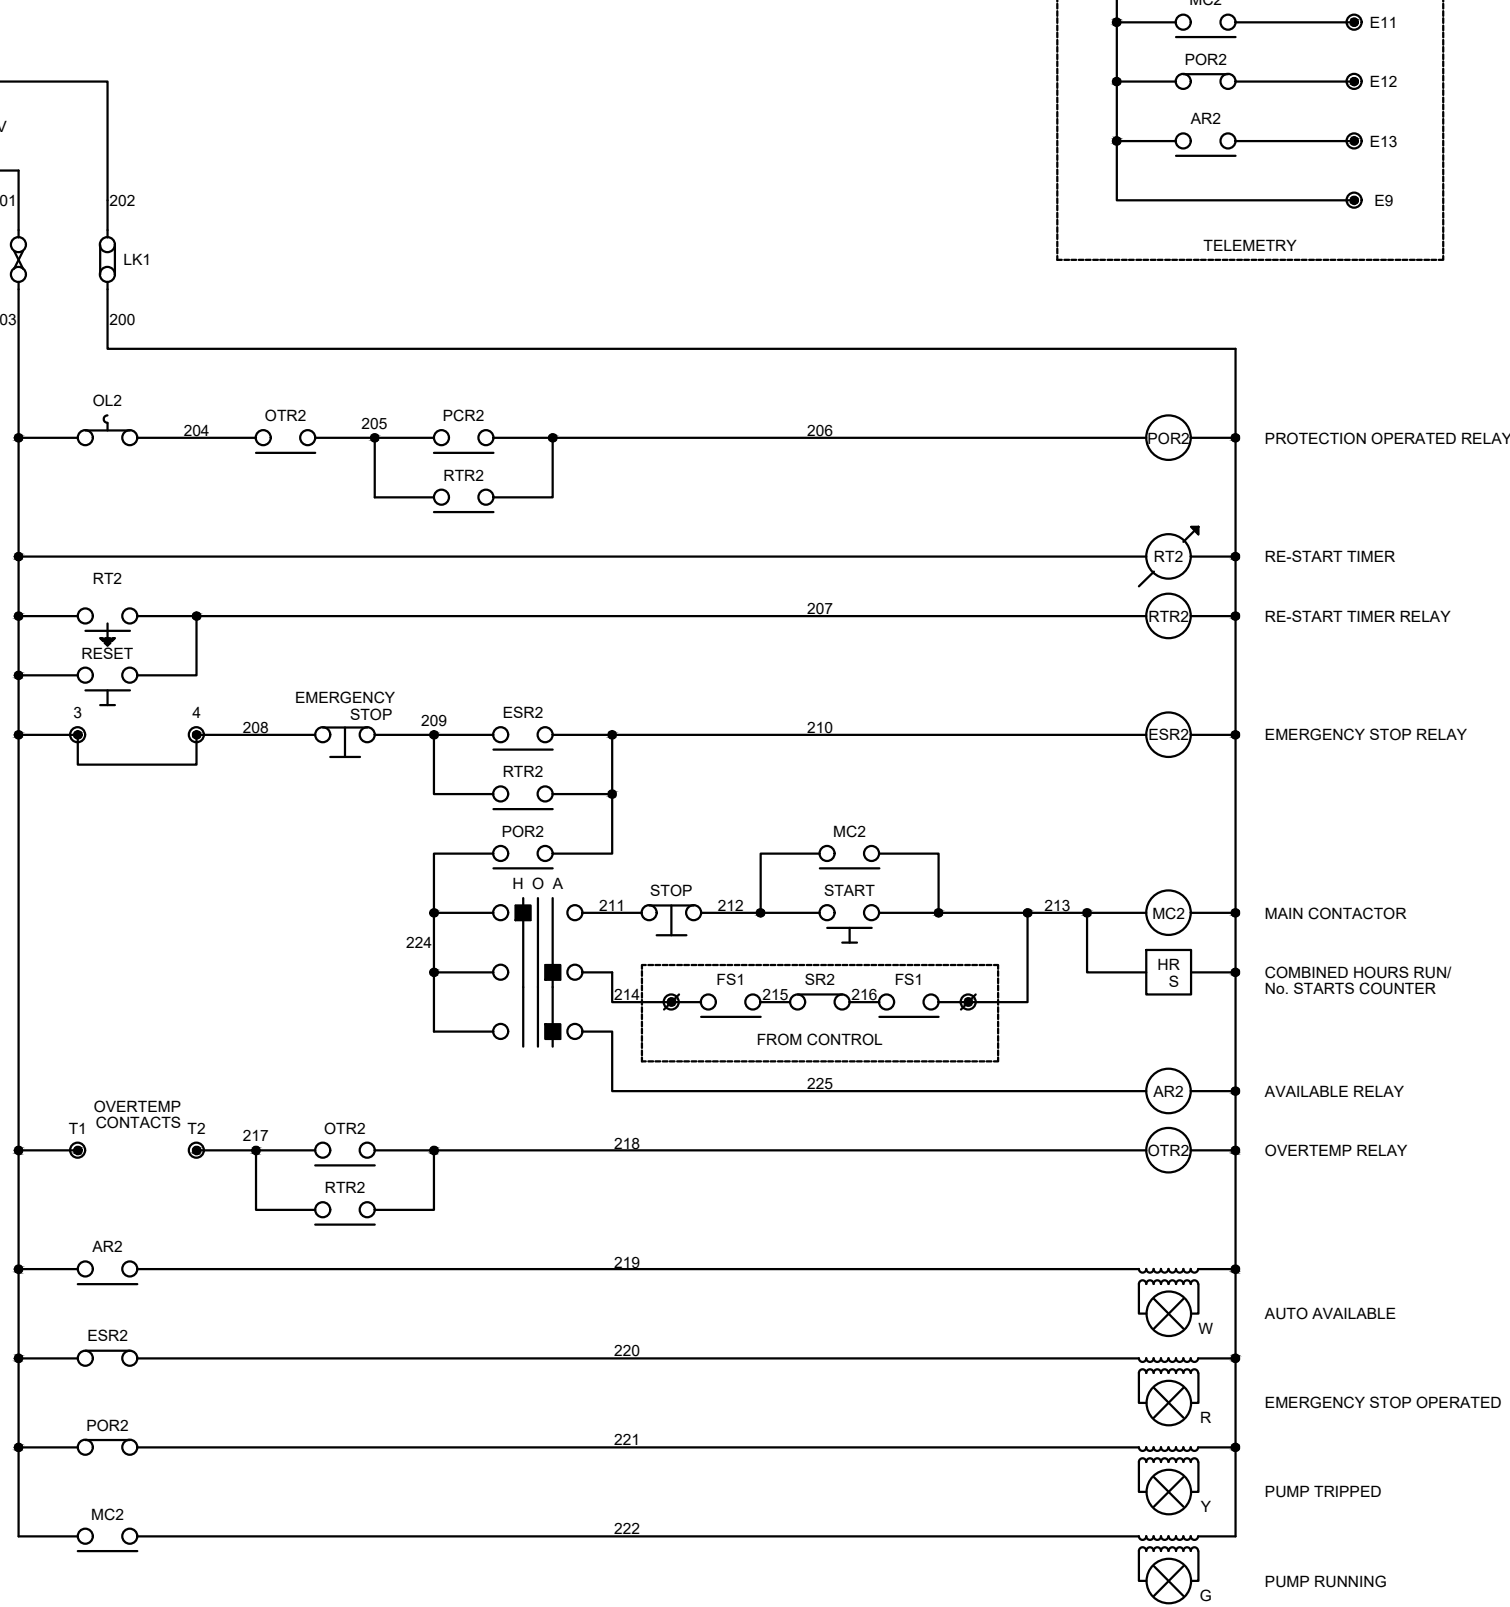 MC2
E11
POR2
E12
AR2
E13
E9
TELEMETRY
V
01
202
LK1
03
200
OL2
204
OTR2
205
PCR2
206
POR2
PROTECTION OPERATED RELAY
RTR2
RT2
RE-START TIMER
RT2
207
RTR2
RE-START TIMER RELAY
RESET
3
4
208
EMERGENCY
STOP
209
ESR2
210
ESR2
EMERGENCY STOP RELAY
RTR2
POR2
MC2
H O A
211
STOP
212
START
213
MC2
MAIN CONTACTOR
224
HR
S
COMBINED HOURS RUN/
No. STARTS COUNTER
214
FS1
215
SR2
216
FS1
FROM CONTROL
225
AR2
AVAILABLE RELAY
OVERTEMP
CONTACTS
T1
T2
217
OTR2
218
OTR2
OVERTEMP RELAY
RTR2
AR2
219
W
AUTO AVAILABLE
ESR2
220
R
EMERGENCY STOP OPERATED
POR2
221
Y
PUMP TRIPPED
MC2
222
G
PUMP RUNNING